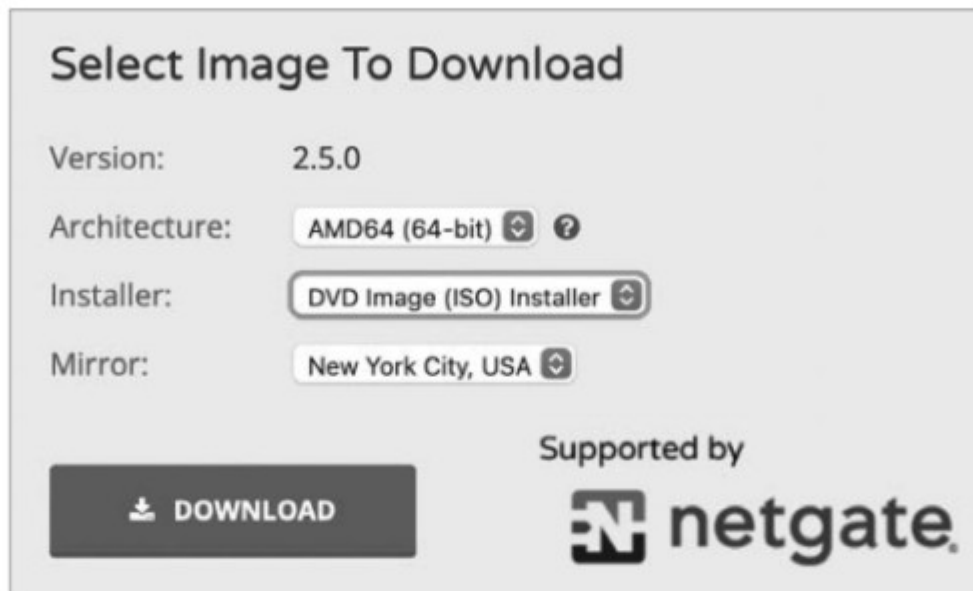 Select Image To Download
Version: 2.5.0
Architecture: AMD64 (64-bit) ?
Installer: DVD Image (ISO) Installer
Mirror: New York City, USA
Supported by
DOWNLOAD
N netgate®